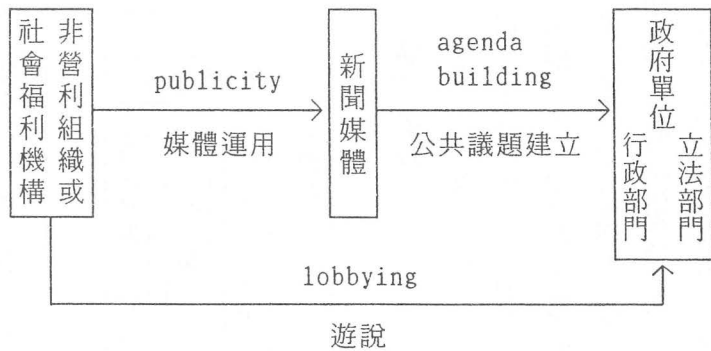 非營利組織或
社會福利機構
publicity
媒體運用
新聞媒體
agenda
building
公共議題建立
政府單位
立法部門
行政部門
lobbying
遊說